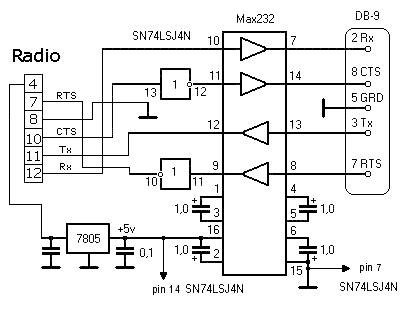 Max232
DB-9
SN74LSJ4N
Radio
10 7 2 Rx
4
1
11 14 8 CTS
13 12
7 RTS
5 GRD
8
10 CTS
12 13 3 Tx
11 Tx
12 Rx
1
9 8 7 RTS
10 11
1 4
1,0 + + 1,0
3 5
+5v
16 6
7805
0,1 1,0 + + 1,0
2
15 pin 7
pin 14 SN74LSJ4N SN74LSJ4N